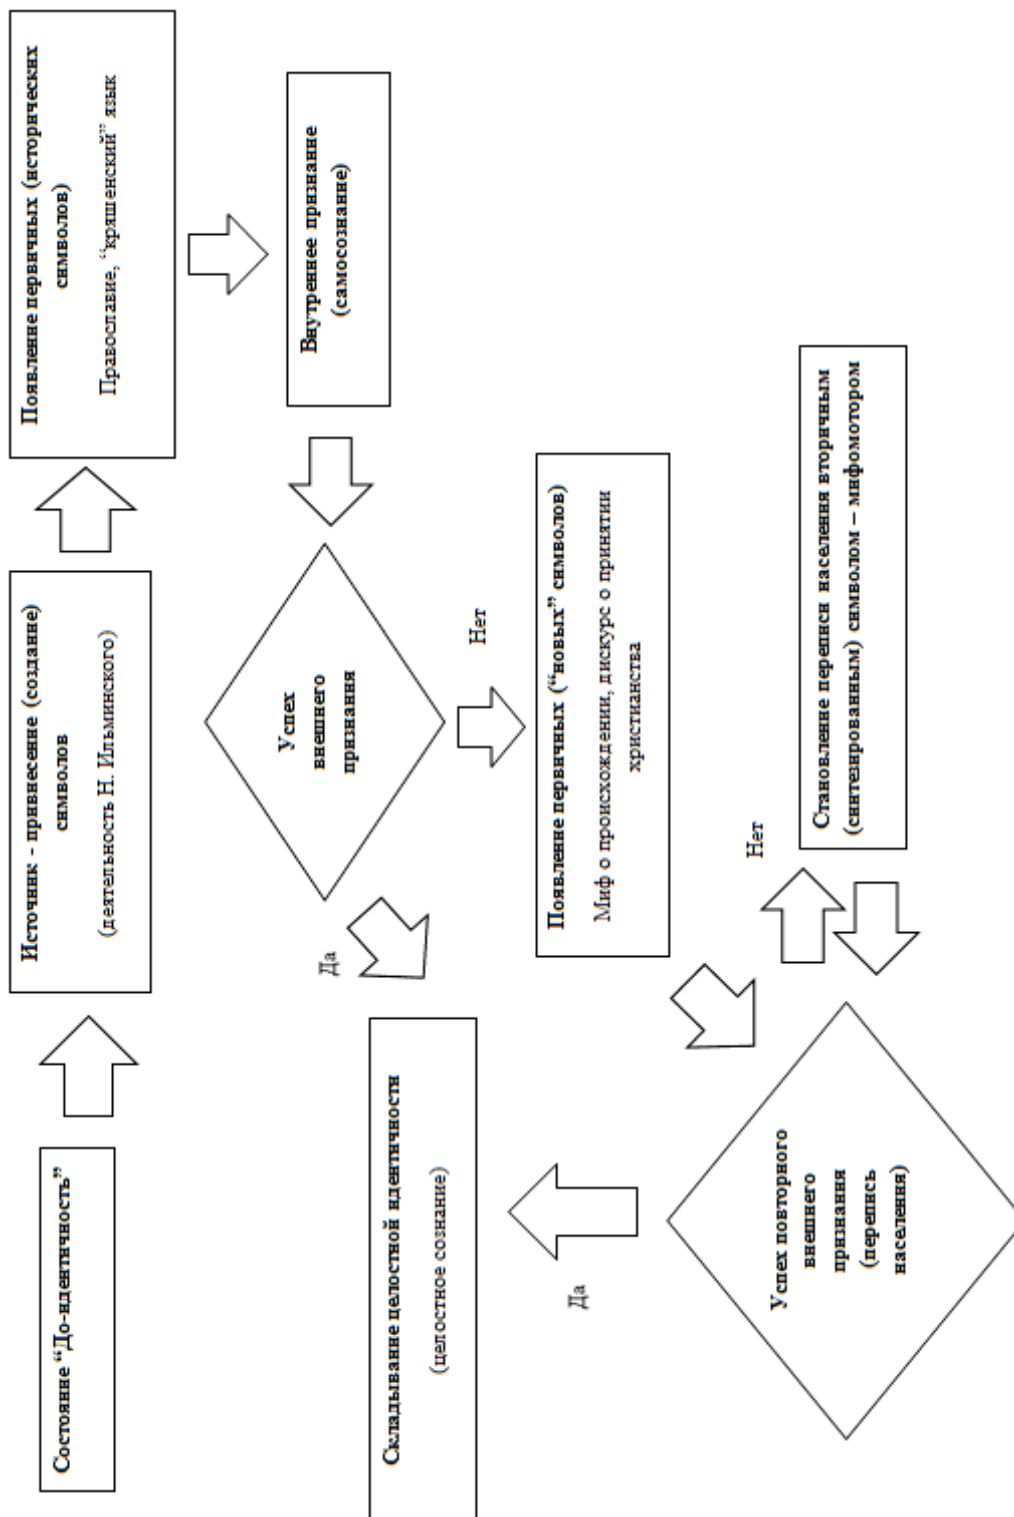 Состояние “До-идентичность”
Источник - привнесение (создание)
символов
(деятельность Н. Ильминского)
Появление первичных (исторических
символов)
Православие, “кряшенский” язык
Внутреннее признание
(самосознание)
Успех
внешнего
признания
Да
Нет
Складывание целостной идентичности
(целостное сознание)
Появление первичных (“новых” символов)
Миф о происхождении, дискурс о принятии
христианства
Успех повторного
внешнего
признания
(перепись
населения)
Да
Нет
Становление переписи населения вторичным
(синтезированным) символом – мифомотором